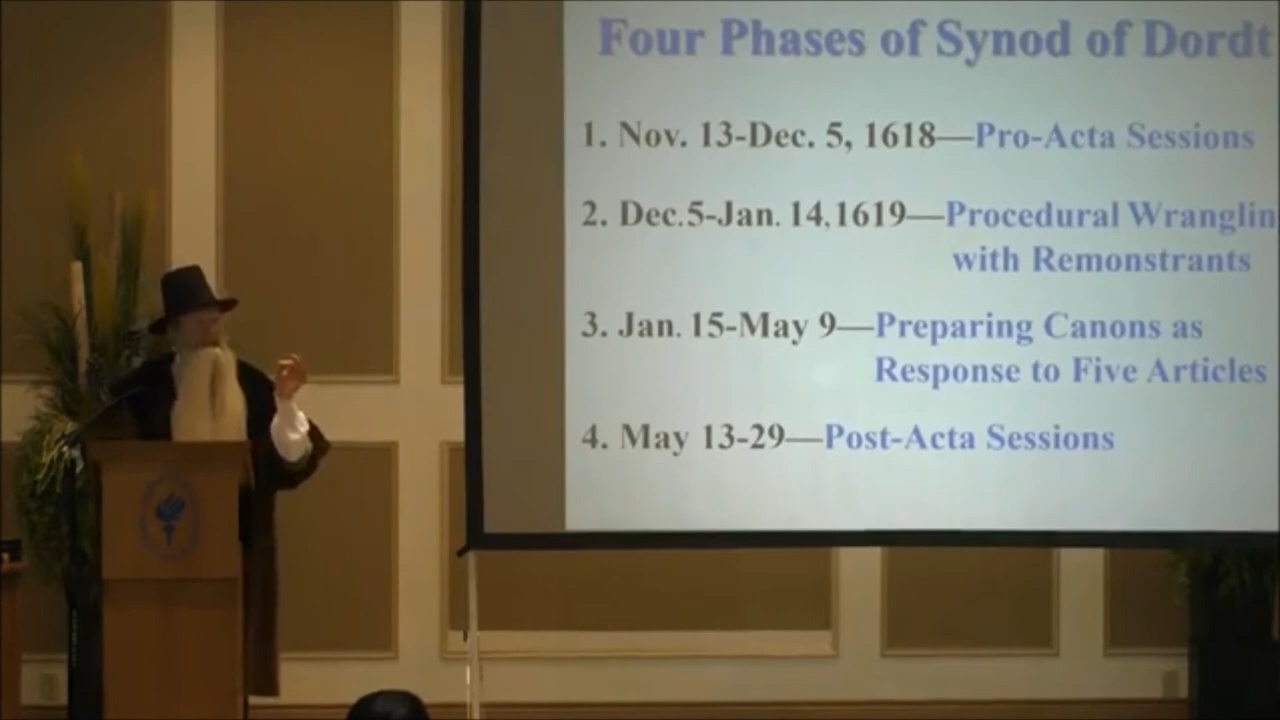 Four Phases of Synod of Dordt
1. Nov. 13-Dec. 5, 1618—Pro-Acta Sessions
2. Dec.5-Jan. 14,1619—Procedural Wranglin
with Remonstrants
3. Jan. 15-May 9—Preparing Canons as
Response to Five Articles
4. May 13-29—Post-Acta Sessions